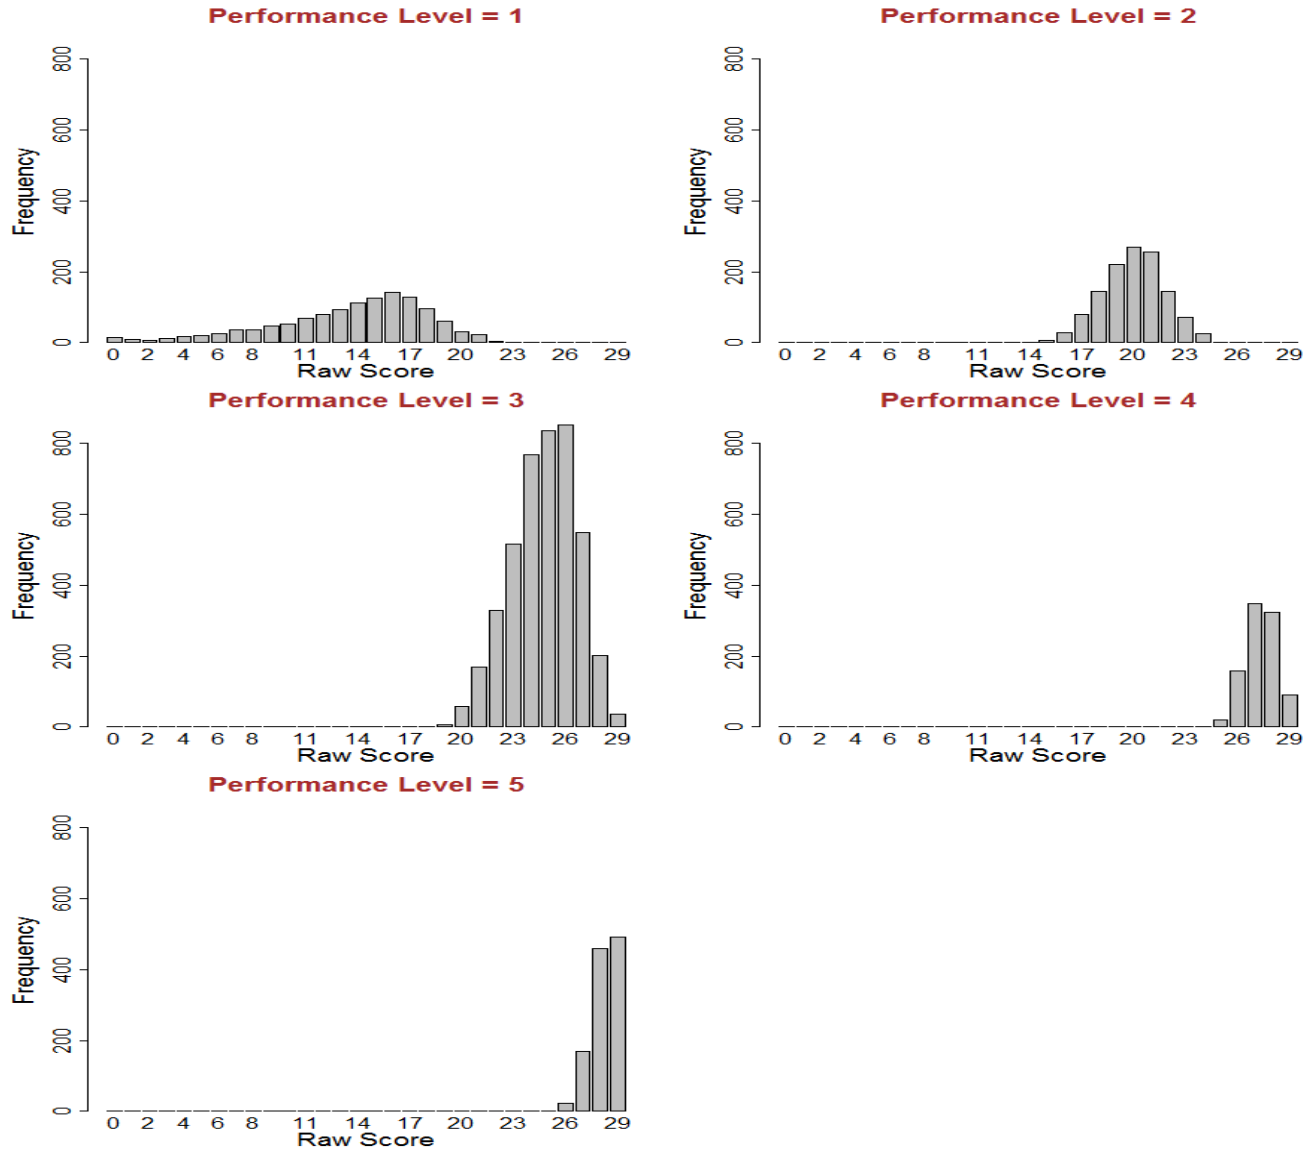 Performance Level = 1
800
600
400
200
0
Frequency
0 2 4 6 8 11 14 17 20 23 26 29
Raw Score
Performance Level = 2
800
600
400
200
0
Frequency
0 2 4 6 8 11 14 17 20 23 26 29
Raw Score
Performance Level = 3
800
600
400
200
0
Frequency
0 2 4 6 8 11 14 17 20 23 26 29
Raw Score
Performance Level = 4
800
600
400
200
0
Frequency
0 2 4 6 8 11 14 17 20 23 26 29
Raw Score
Performance Level = 5
800
600
400
200
0
Frequency
0 2 4 6 8 11 14 17 20 23 26 29
Raw Score